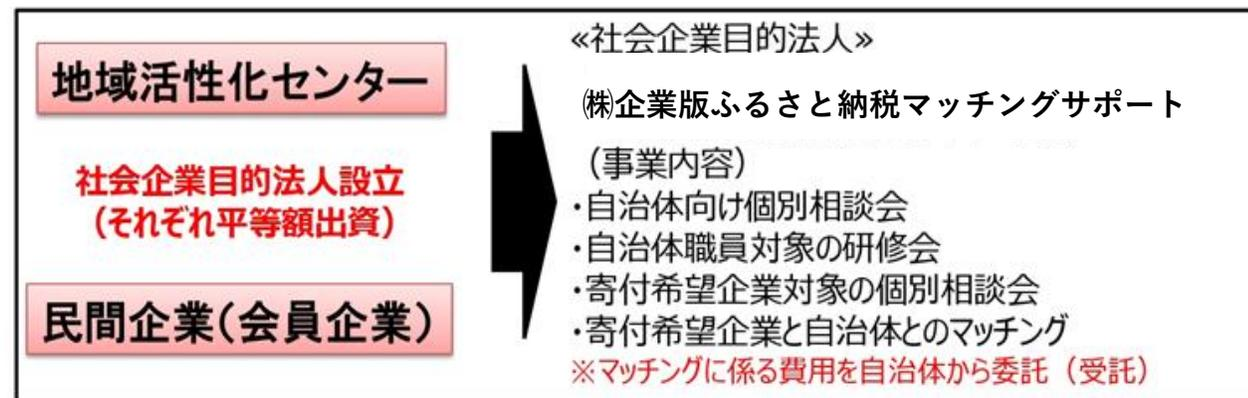 地域活性化センター
社会企業目的法人設立
(それぞれ平等額出資)
民間企業(会員企業)
«社会企業目的法人»
㈱企業版ふるさと納税マッチングサポート
(事業内容)
・自治体向け個別相談会
・自治体職員対象の研修会
・寄付希望企業対象の個別相談会
・寄付希望企業と自治体とのマッチング
※マッチングに係る費用を自治体から委託(受託)